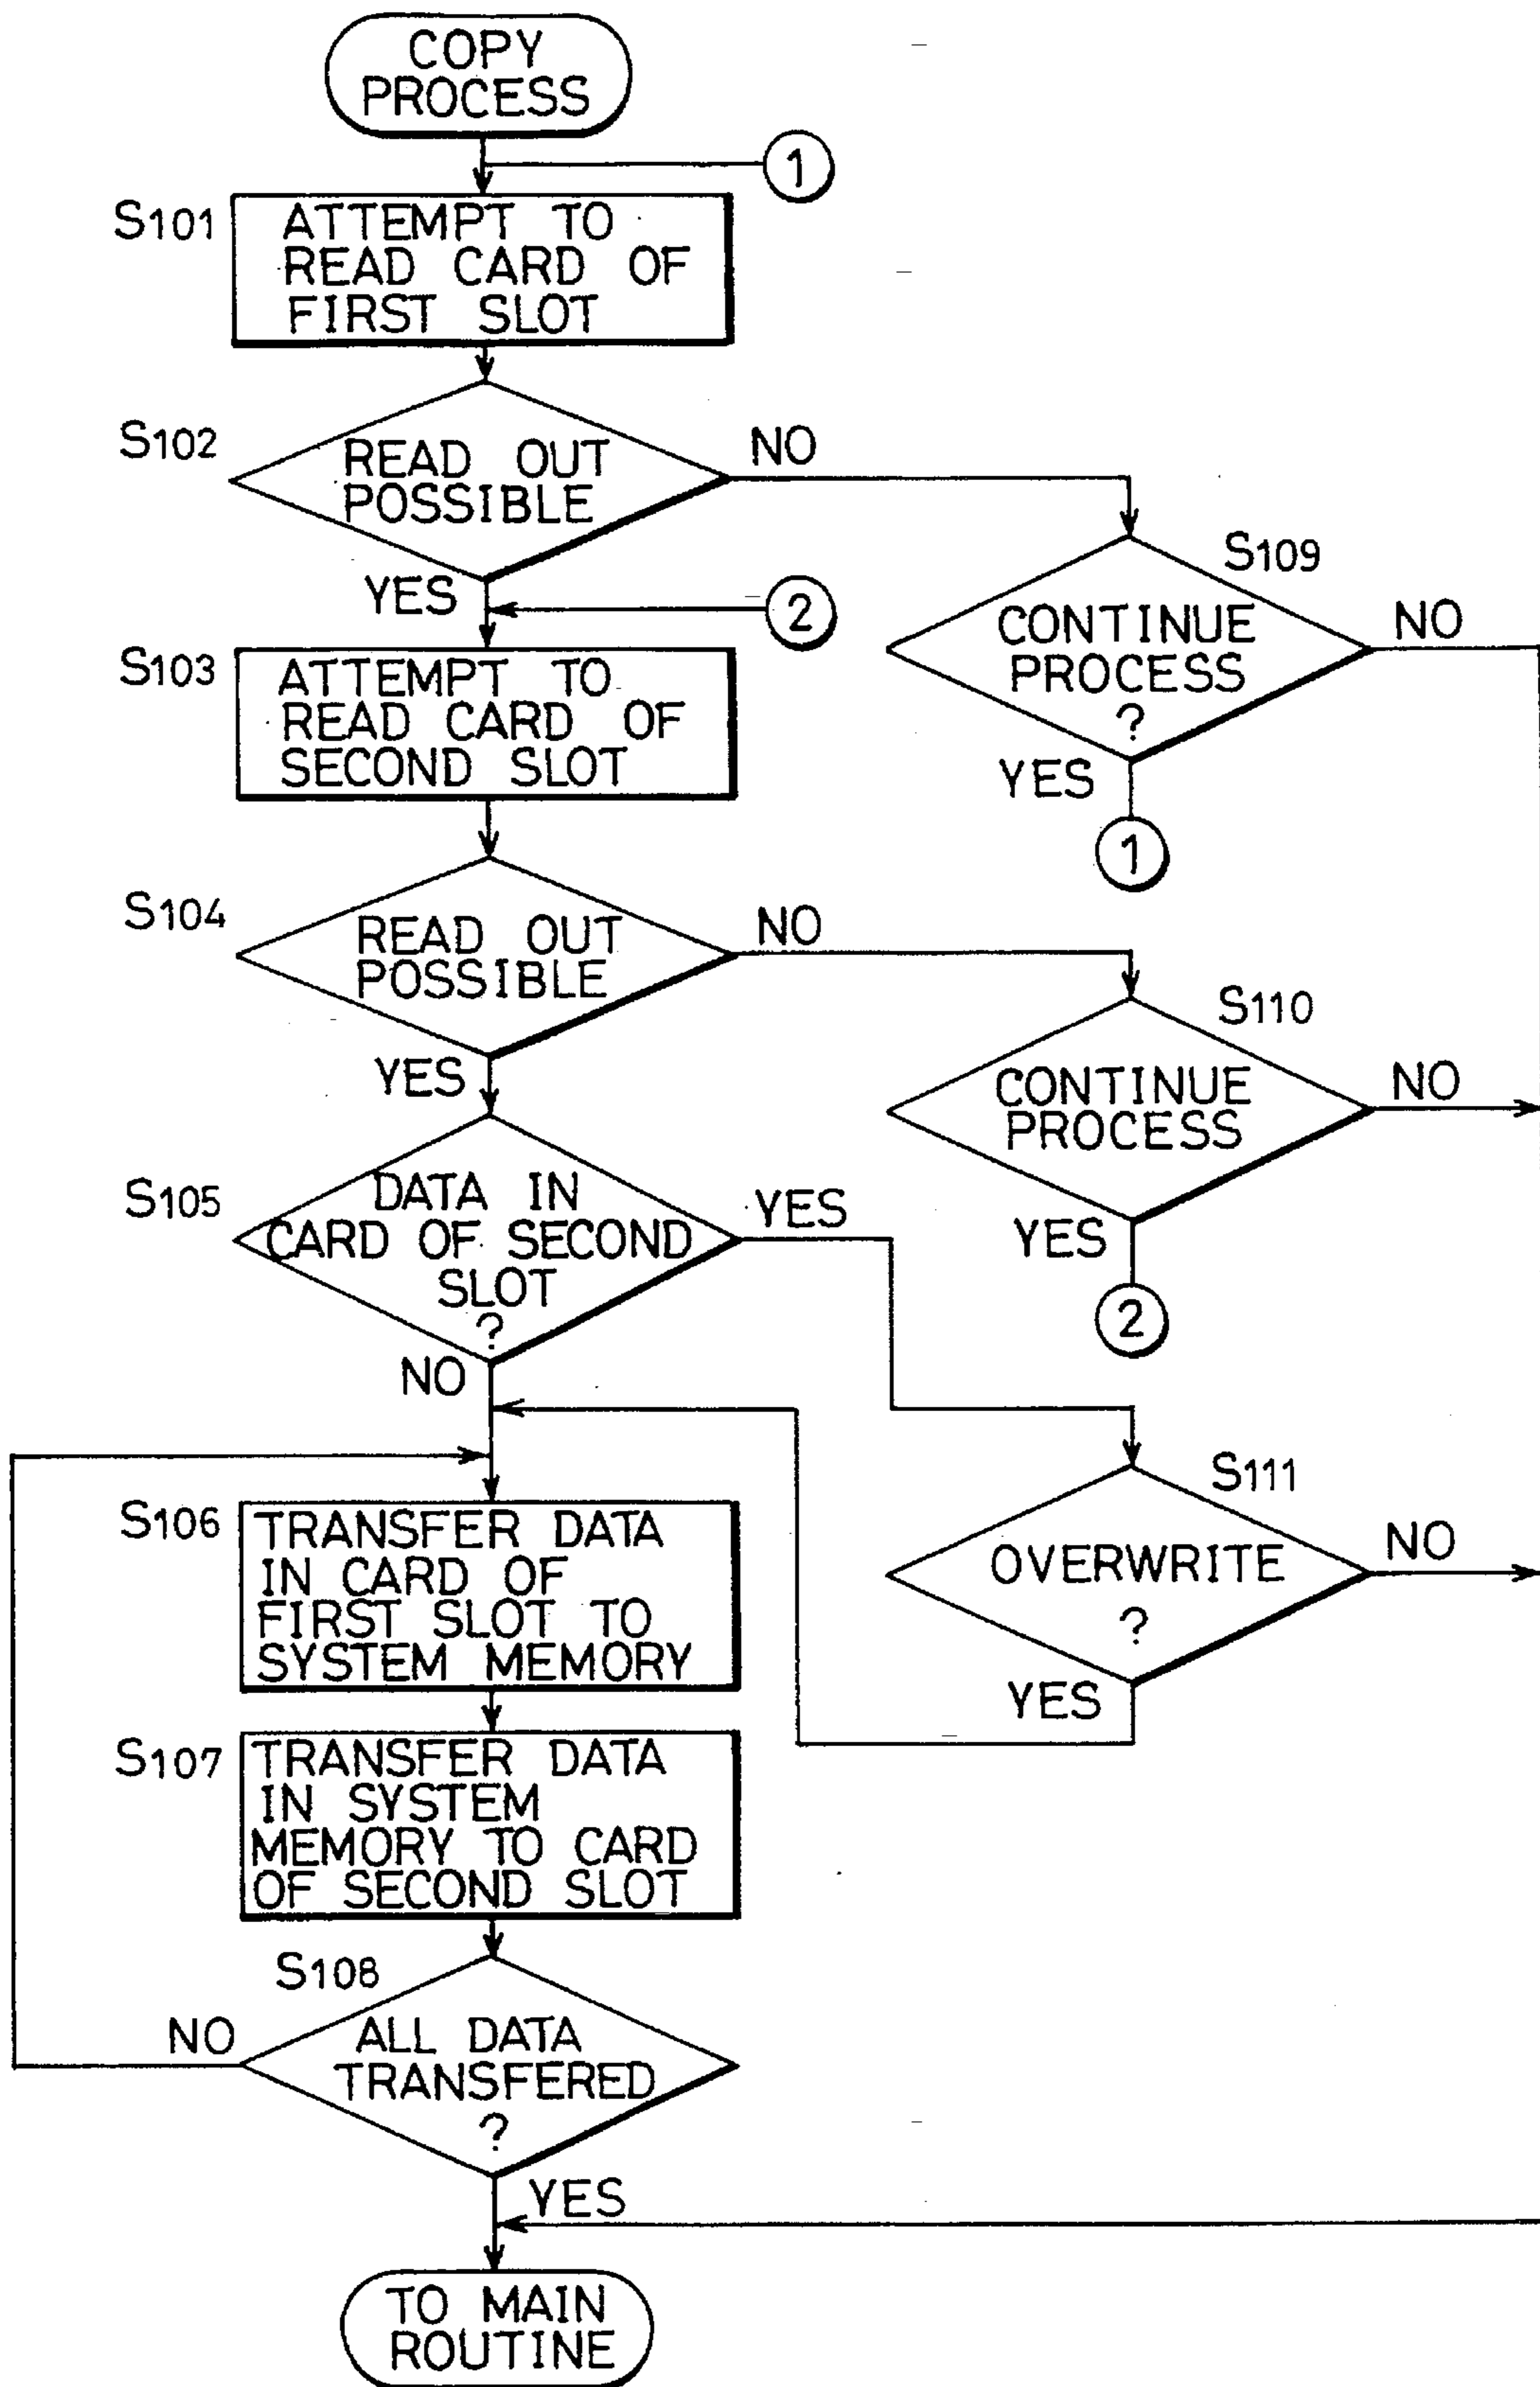 COPY
PROCESS
1
S101
ATTEMPT TO
READ CARD OF
FIRST SLOT
S102
READ OUT
POSSIBLE
NO
YES
2
S109
CONTINUE
PROCESS
?
NO
YES
1
S103
ATTEMPT TO
READ CARD OF
SECOND SLOT
S104
READ OUT
POSSIBLE
NO
YES
S110
CONTINUE
PROCESS
NO
YES
2
S105
DATA IN
CARD OF SECOND
SLOT
?
YES
NO
S111
OVERWRITE
?
NO
YES
S106
TRANSFER DATA
IN CARD OF
FIRST SLOT TO
SYSTEM MEMORY
S107
TRANSFER DATA
IN SYSTEM
MEMORY TO CARD
OF SECOND SLOT
S108
ALL DATA
TRANSFERED
?
NO
YES
TO MAIN
ROUTINE